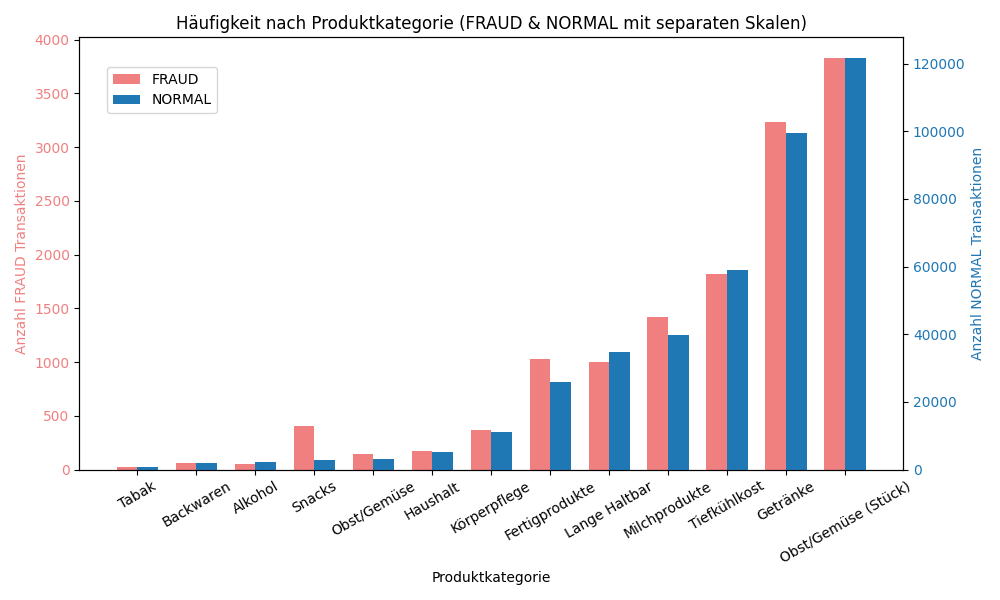 Häufigkeit nach Produktkategorie (FRAUD & NORMAL mit separaten Skalen)
FRAUD
NORMAL
Anzahl FRAUD Transaktionen
4000
3500
3000
2500
2000
1500
1000
500
0
120000
100000
80000
60000
40000
20000
0
Anzahl NORMAL Transaktionen
Tabak
Backwaren
Alkohol
Snacks
Obst/Gemüse
Haushalt
Körperpflege
Fertigprodukte
Lange Haltbar
Milchprodukte
Tiefkühlkost
Getränke
Obst/Gemüse (Stück)
Produktkategorie